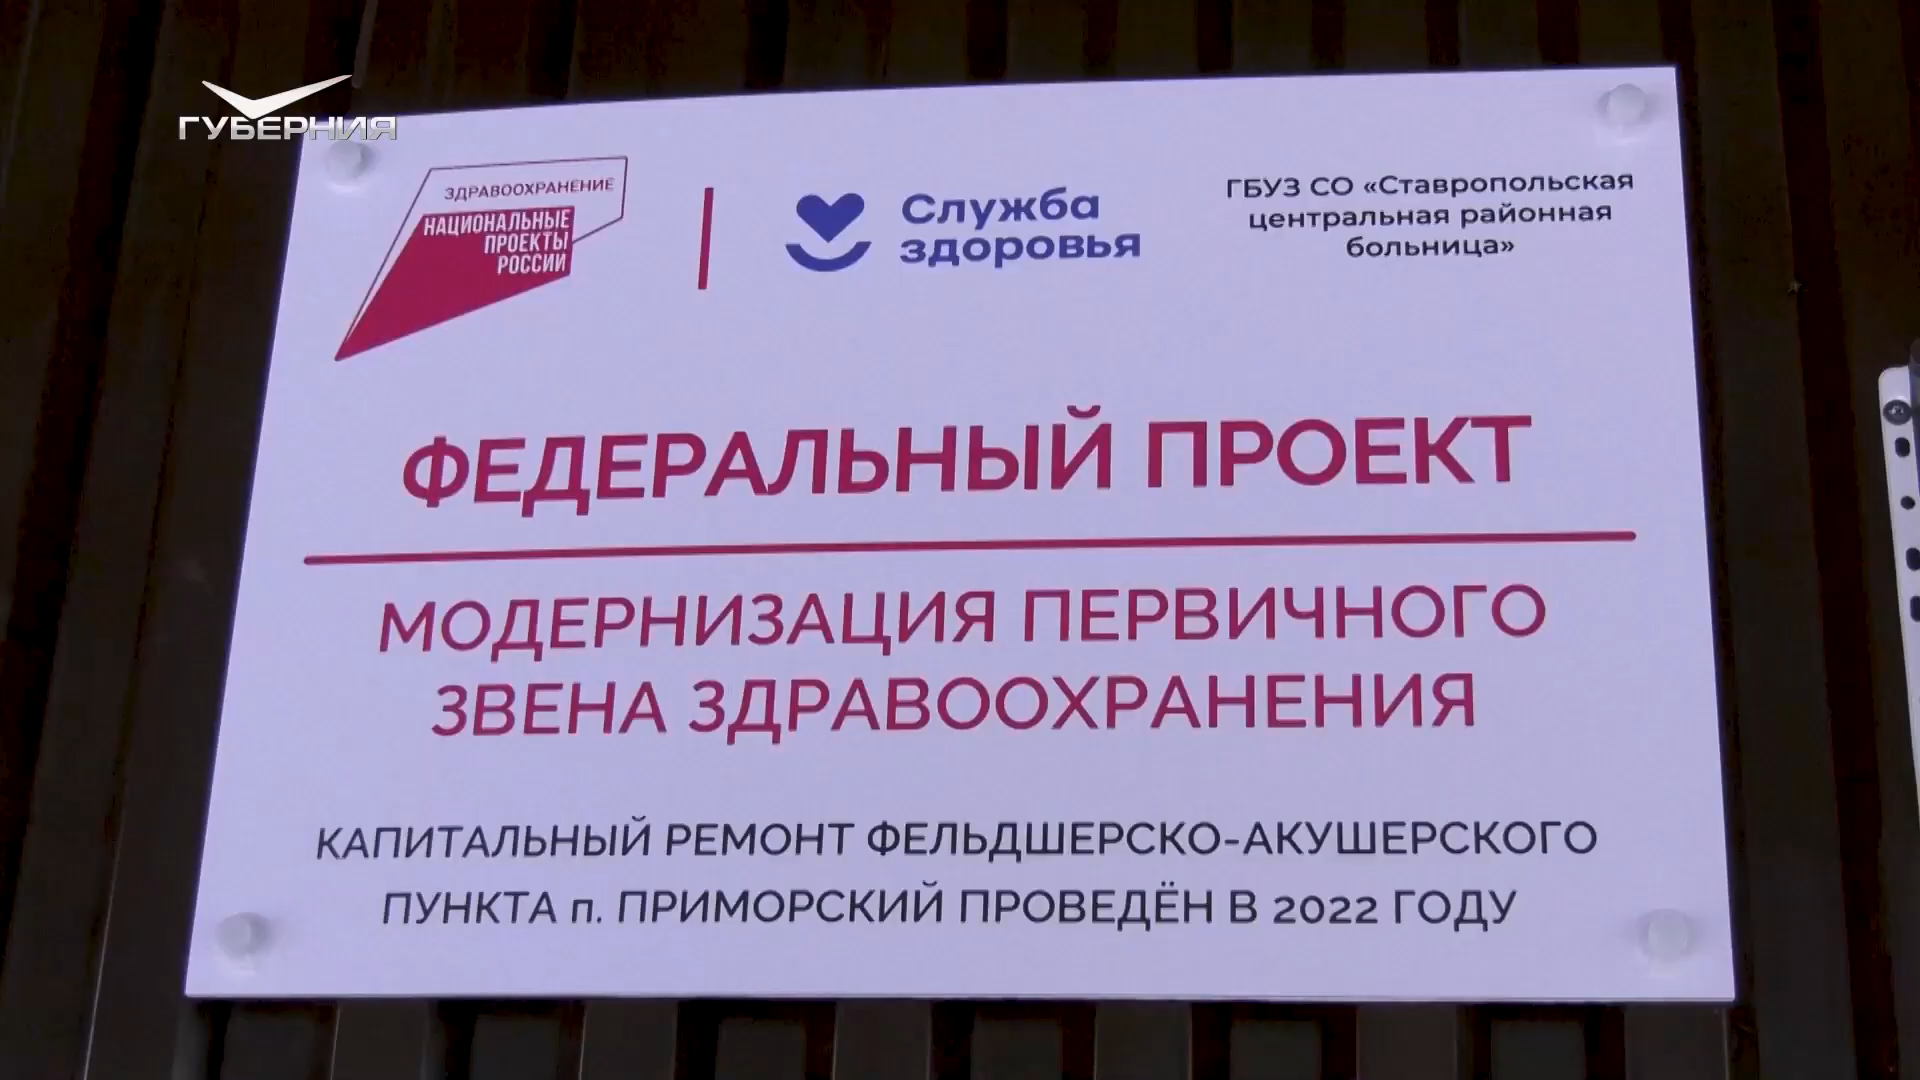 ГУБЕРНИЯ
ЗДРАВООХРАНЕНИЕ
НАЦИОНАЛЬНЫЕ
ПРОЕКТЫ
РОССИИ
Служба
здоровья
ГБУЗ СО «Ставропольская
центральная районная
больница»
ФЕДЕРАЛЬНЫЙ ПРОЕКТ
МОДЕРНИЗАЦИЯ ПЕРВИЧНОГО
ЗВЕНА ЗДРАВООХРАНЕНИЯ
КАПИТАЛЬНЫЙ РЕМОНТ ФЕЛЬДШЕРСКО-АКУШЕРСКОГО
ПУНКТА п. ПРИМОРСКИЙ ПРОВЕДЁН В 2022 ГОДУ